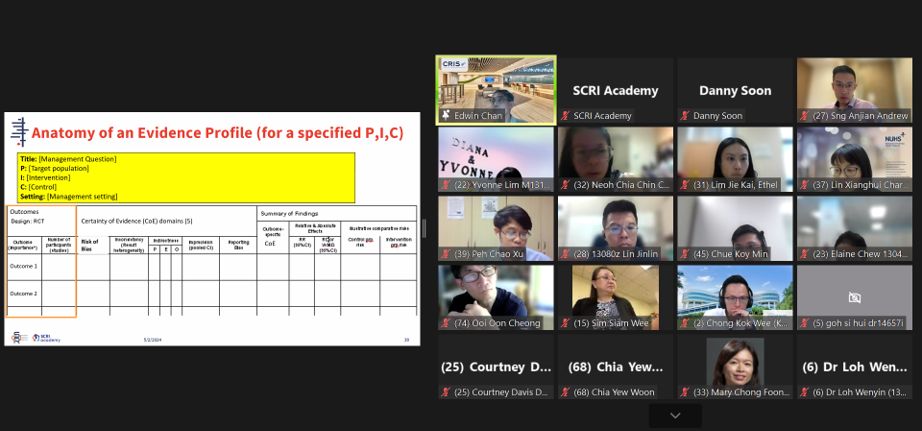 Anatomy of an Evidence Profile (for a specified P,I,C)
Title: [Management Question]
P: [Target population]
I: [Intervention]
C: [Control]
Setting: [Management setting]
Outcomes
Design: RCT
Certainty of Evidence (CoE) domains (5)
Summary of Findings
Outcome
(importance*)
Number of
participants
(studies)
Risk of
Bias
Inconsistency
(Result
heterogeneity)
Indirectness
P E O
Imprecision
(pooled CI)
Reporting
Bias
Outcome-
specific
CoE
Relative & Absolute
Effects
RR
(95%CI)
Illustrative comparative risks
Control grp.
risk
Intervention
grp.risk
Outcome 1
Outcome 2
SCRI
academy
5/2/2024
CRIS
Edwin Chan
SCRI Academy
SCRI Academy
Danny Soon
Danny Soon
(27) Sng Anjian Andrew
DIANA &
YVONNE
(22) Yvonne Lim M131...
(32) Neoh Chia Chin C...
(31) Lim Jie Kai, Ethel
NUHS
(37) Lin Xianghui Char...
(39) Peh Chao Xu
(28) 13080z Lin Jinlin
(45) Chue Koy Min
(23) Elaine Chew 1304...
(74) Ooi Oon Cheong
(15) Sim Siam Wee
(2) Chong Kok Wee (K...
(5) goh si hui dr14657i
(25) Courtney D...
(25) Courtney Davis D...
(68) Chia Yew...
(68) Chia Yew Woon
(33) Mary Chong Foon...
(6) Dr Loh Wen...
(6) Dr Loh Wenyin (13...